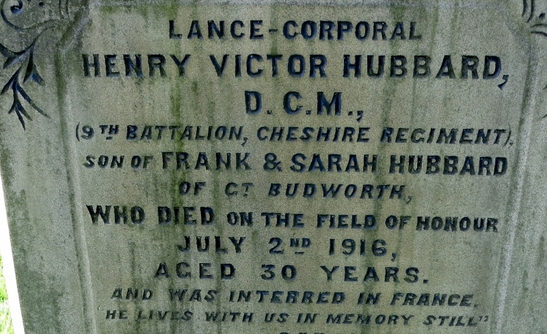 LANCE-CORPORAL
HENRY VICTOR HUBBARD,
D.C.M.,
(9TH BATTALION, CHESHIRE REGIMENT).
SON OF FRANK & SARAH HUBBARD
OF GT BUDWORTH,
WHO DIED ON THE FIELD OF HONOUR
JULY 2ND 1916,
AGED 30 YEARS.
AND WAS INTERRED IN FRANCE.
HE LIVES WITH US IN MEMORY STILL"